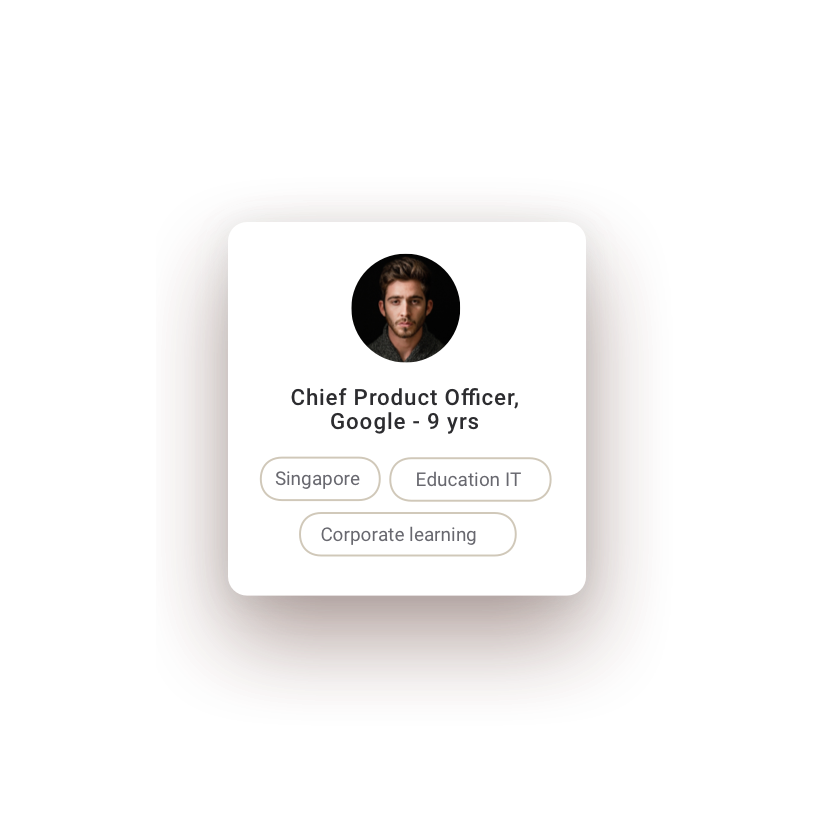 Chief Product Officer,
Google - 9 yrs
Singapore
Education IT
Corporate learning